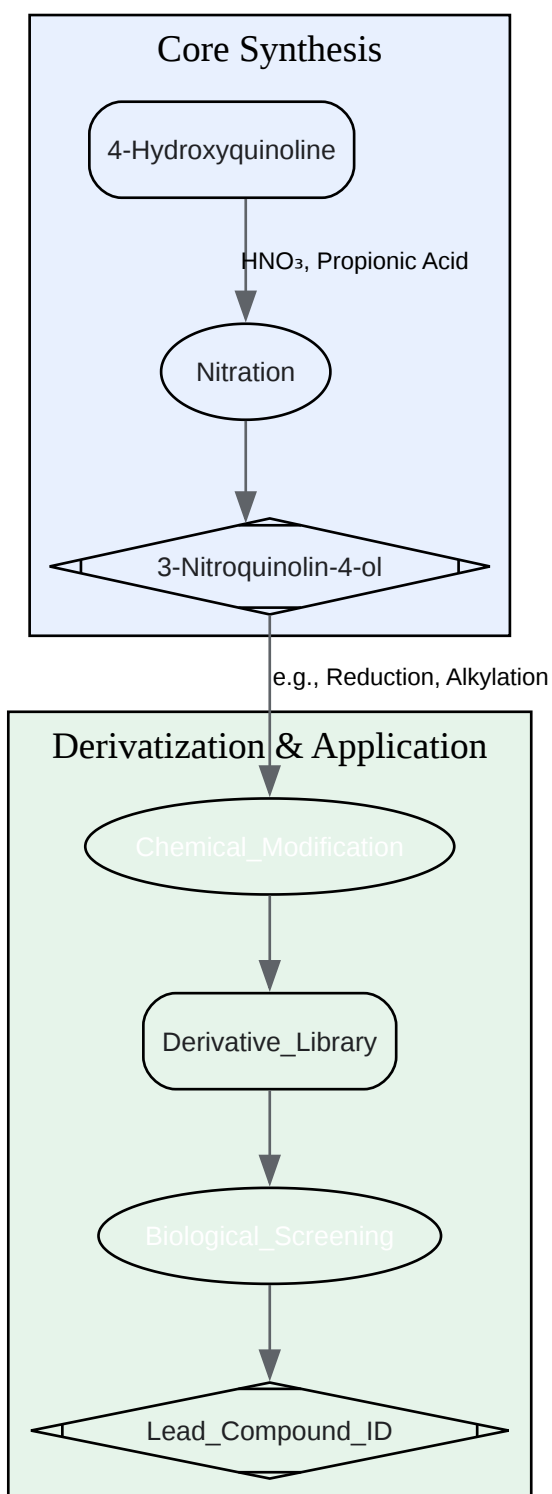 Core Synthesis
4-Hydroxyquinoline
HNO₃, Propionic Acid
Nitration
3-Nitroquinolin-4-ol
e.g., Reduction, Alkylation
Derivatization & Application
Chemical_Modification
Derivative_Library
Biological_Screening
Lead_Compound_ID